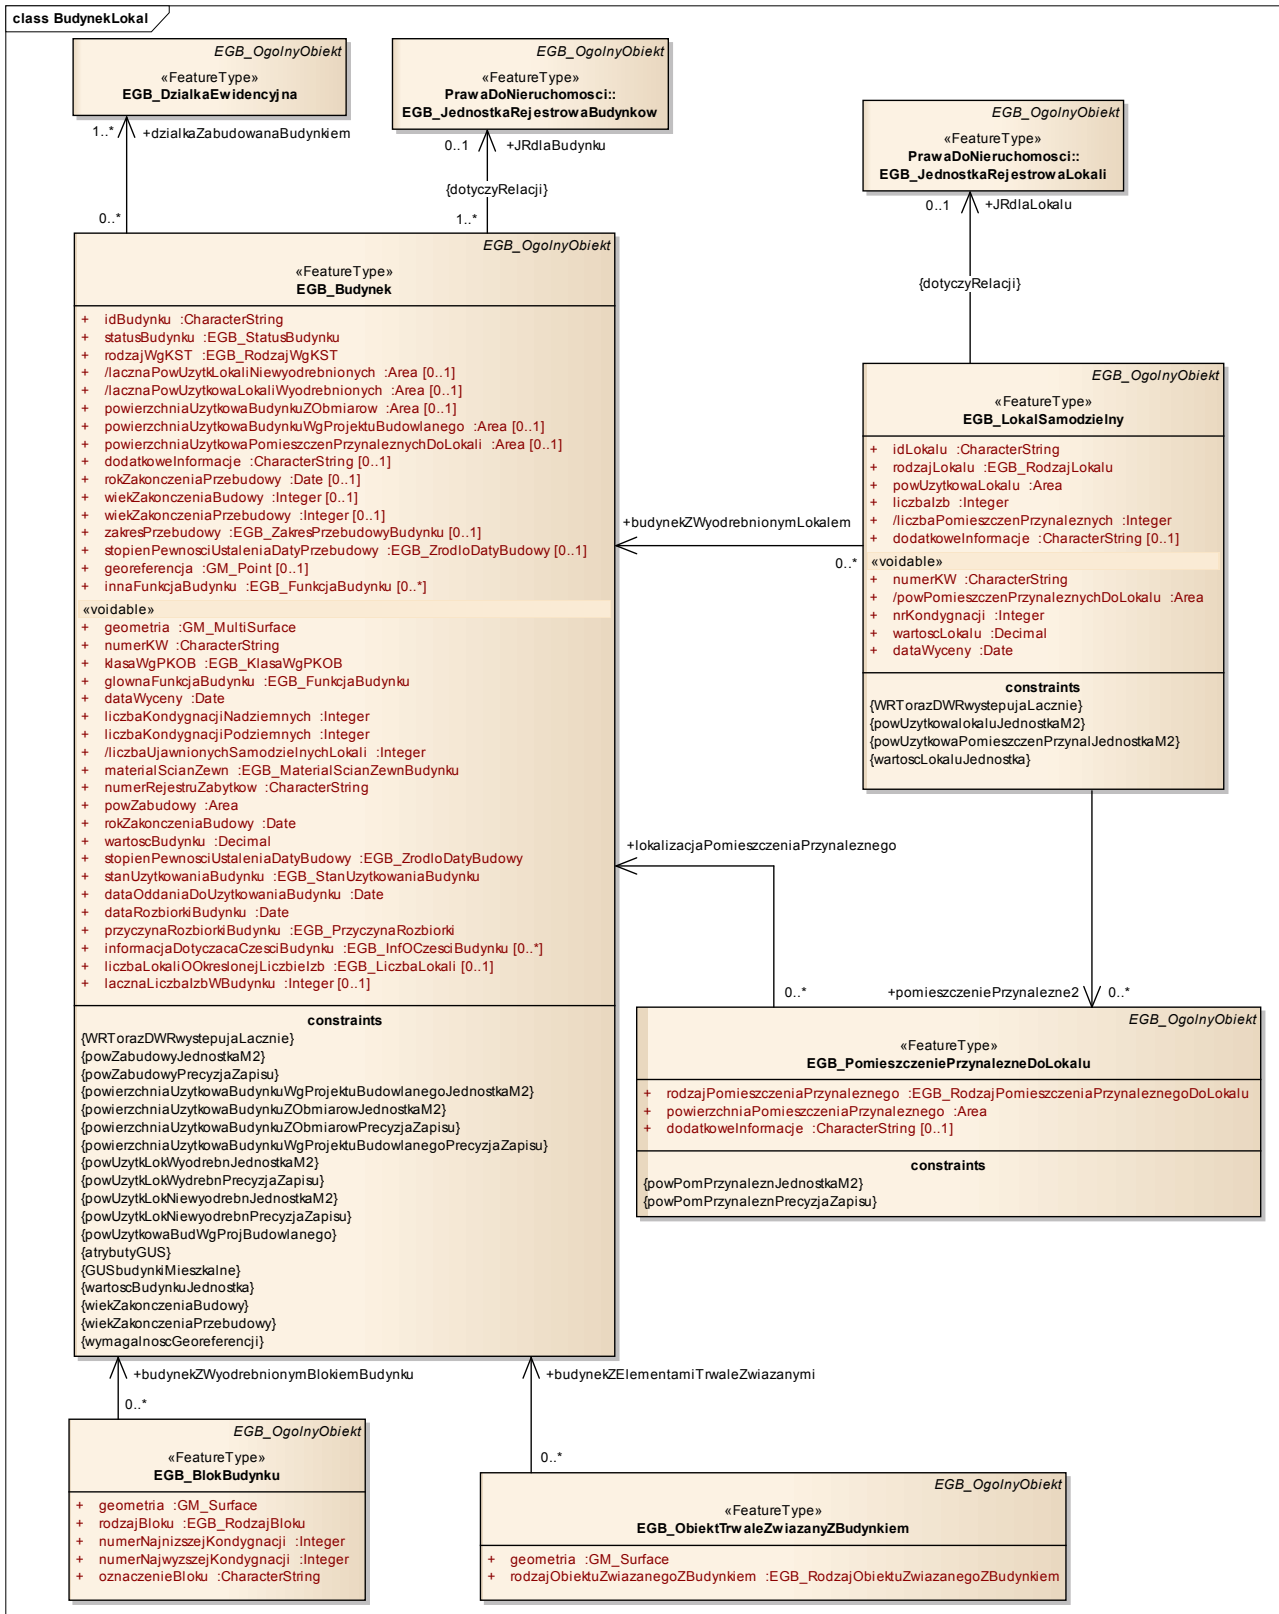 class BudynekLokal
EGB_OgolnyObiekt
«FeatureType»
EGB_DzialkaEwidencyjna
EGB_OgolnyObiekt
«FeatureType»
PrawaDoNieruchomosci::
EGB_JednostkaRejestrowaBudynkow
EGB_OgolnyObiekt
«FeatureType»
PrawaDoNieruchomosci::
EGB_JednostkaRejestrowaLokali
1..*
+dzialkaZabudowanaBudynkiem
0..*
0..1
+JRdlaBudynku
{dotyczyRelacji}
1..*
0..1
+JRdlaLokalu
{dotyczyRelacji}
EGB_OgolnyObiekt
«FeatureType»
EGB_Budynek
+ idBudynku :CharacterString
+ statusBudynku :EGB_StatusBudynku
+ rodzajWgKST :EGB_RodzajWgKST
+ /lacznaPowUzytkLokaliNiewyodrebnionych :Area [0..1]
+ /lacznaPowUzytkowaLokaliWyodrebnionych :Area [0..1]
+ powierzchniaUzytkowaBudynkuZObmiarow :Area [0..1]
+ powierzchniaUzytkowaBudynkuWgProjektuBudowlanego :Area [0..1]
+ powierzchniaUzytkowaPomieszczenPrzynaleznychDoLokali :Area [0..1]
+ dodatkoweInformacje :CharacterString [0..1]
+ rokZakonczeniaPrzebudowy :Date [0..1]
+ wiekZakonczeniaBudowy :Integer [0..1]
+ wiekZakonczeniaPrzebudowy :Integer [0..1]
+ zakresPrzebudowy :EGB_ZakresPrzebudowyBudynku [0..1]
+ stopienPewnosciUstaleniaDatyPrzebudowy :EGB_ZrodloDatyBudowy [0..1]
+ georeferencja :GM_Point [0..1]
+ innaFunkcjaBudynku :EGB_FunkcjaBudynku [0..*]
«voidable»
+ geometria :GM_MultiSurface
+ numerKW :CharacterString
+ klasaWgPKOB :EGB_KlasaWgPKOB
+ glownaFunkcjaBudynku :EGB_FunkcjaBudynku
+ dataWyceny :Date
+ liczbaKondygnacjiNadziemnych :Integer
+ liczbaKondygnacjiPodziemnych :Integer
+ /liczbaUjawnionychSamodzielnychLokali :Integer
+ materialScianZewn :EGB_MaterialScianZewnBudynku
+ numerRejestruZabytkow :CharacterString
+ powZabudowy :Area
+ rokZakonczeniaBudowy :Date
+ wartoscBudynku :Decimal
+ stopienPewnosciUstaleniaDatyBudowy :EGB_ZrodloDatyBudowy
+ stanUzytkowaniaBudynku :EGB_StanUzytkowaniaBudynku
+ dataOddaniaDoUzytkowaniaBudynku :Date
+ dataRozbiorkiBudynku :Date
+ przyczynaRozbiorkiBudynku :EGB_PrzyczynaRozbiorki
+ informacjaDotyczacaCzesciBudynku :EGB_InfOCzesciBudynku [0..*]
+ liczbaLokaliOOkreslonejLiczbieIzb :EGB_LiczbaLokali [0..1]
+ lacznaLiczbaIzbWBudynku :Integer [0..1]
constraints
{WRTorazDWRwystepujaLacznie}
{powZabudowyJednostkaM2}
{powZabudowyPrecyzjaZapisu}
{powierzchniaUzytkowaBudynkuWgProjektuBudowlanegoJednostkaM2}
{powierzchniaUzytkowaBudynkuZObmiarowJednostkaM2}
{powierzchniaUzytkowaBudynkuZObmiarowPrecyzjaZapisu}
{powierzchniaUzytkowaBudynkuWgProjektuBudowlanegoPrecyzjaZapisu}
{powUzytkLokWyodrebnJednostkaM2}
{powUzytkLokWydrebnPrecyzjaZapisu}
{powUzytkLokNiewyodrebnJednostkaM2}
{powUzytkLokNiewyodrebnPrecyzjaZapisu}
{powUzytkowaBudWgProjBudowlanego}
{atrybutyGUS}
{GUSbudynkiMieszkalne}
{wartoscBudynkuJednostka}
{wiekZakonczeniaBudowy}
{wiekZakonczeniaPrzebudowy}
{wymagalnoscGeoreferencji}
+budynekZWyodrebnionymLokalem
0..*
EGB_OgolnyObiekt
«FeatureType»
EGB_LokalSamodzielny
+ idLokalu :CharacterString
+ rodzajLokalu :EGB_RodzajLokalu
+ powUzytkowaLokalu :Area
+ liczbaIzb :Integer
+ /liczbaPomieszczenPrzynaleznych :Integer
+ dodatkoweInformacje :CharacterString [0..1]
«voidable»
+ numerKW :CharacterString
+ /powPomieszczenPrzynaleznychDoLokalu :Area
+ nrKondygnacji :Integer
+ wartoscLokalu :Decimal
+ dataWyceny :Date
constraints
{WRTorazDWRwystepujaLacznie}
{powUzytkowalokaluJednostkaM2}
{powUzytkowaPomieszczenPrzynalJednostkaM2}
{wartoscLokaluJednostka}
+lokalizacjaPomieszczeniaPrzynaleznego
0..*
+pomieszczeniePrzynalezne2
0..*
EGB_OgolnyObiekt
«FeatureType»
EGB_PomieszczeniePrzynalezneDoLokalu
+ rodzajPomieszczeniaPrzynaleznego :EGB_RodzajPomieszczeniaPrzynaleznegoDoLokalu
+ powierzchniaPomieszczeniaPrzynaleznego :Area
+ dodatkoweInformacje :CharacterString [0..1]
constraints
{powPomPrzynaleznJednostkaM2}
{powPomPrzynaleznPrecyzjaZapisu}
+budynekZWyodrebnionymBlokiemBudynku
0..*
+budynekZElementamiTrwaleZwiazanymi
0..*
EGB_OgolnyObiekt
«FeatureType»
EGB_BlokBudynku
+ geometria :GM_Surface
+ rodzajBloku :EGB_RodzajBloku
+ numerNajnizszejKondygnacji :Integer
+ numerNajwyzszejKondygnacji :Integer
+ oznaczenieBloku :CharacterString
EGB_OgolnyObiekt
«FeatureType»
EGB_ObiektTrwaleZwiazanyZBudynkiem
+ geometria :GM_Surface
+ rodzajObiektuZwiazanegoZBudynkiem :EGB_RodzajObiektuZwiazanegoZBudynkiem